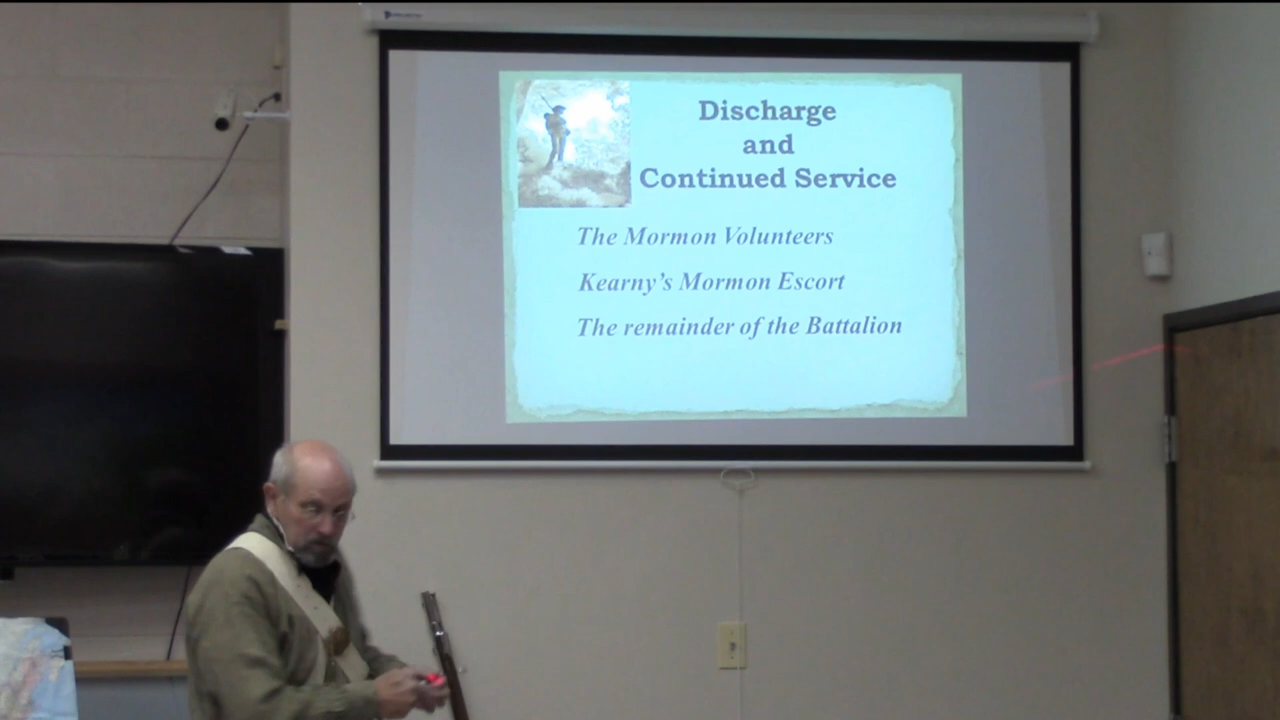 Discharge
and
Continued Service
The Mormon Volunteers
Kearny's Mormon Escort
The remainder of the Battalion